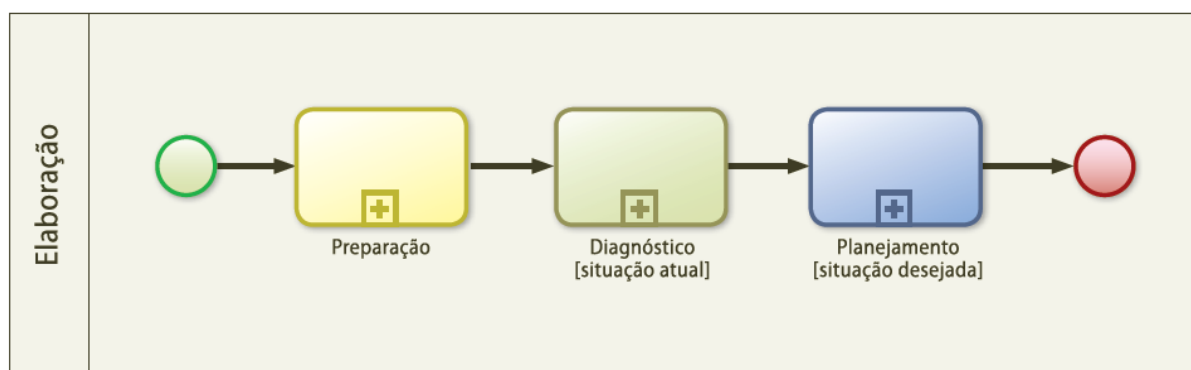 Elaboração
Preparação
Diagnóstico
[situação atual]
Planejamento
[situação desejada]